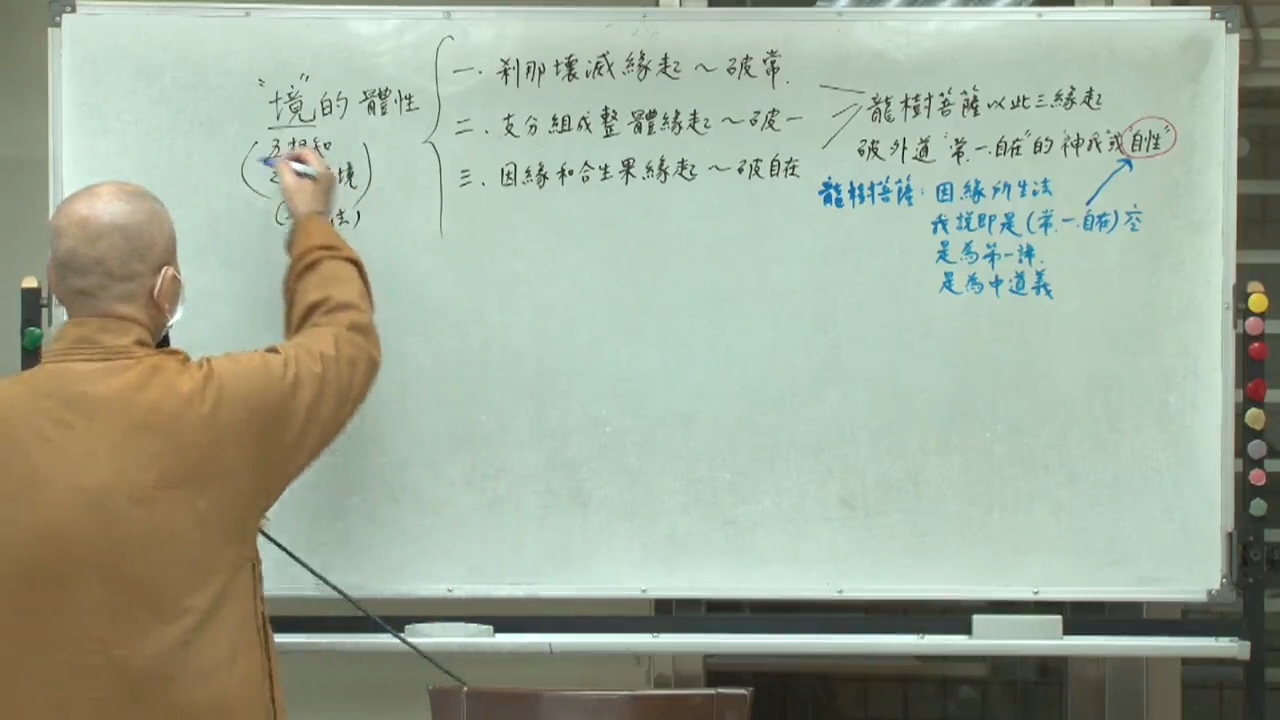 "境"的體性
境
法)
一. 剎那壞滅緣起～破常.
二. 支分組成整體緣起～破一
三. 因緣和合生果緣起～破自在
龍樹菩薩以此三緣起
破外道"常.一.自在"的"神我"或"自性"
龍樹菩薩: 因緣所生法
我說即是(常.一.自在)空
是為第一諦.
是為中道義